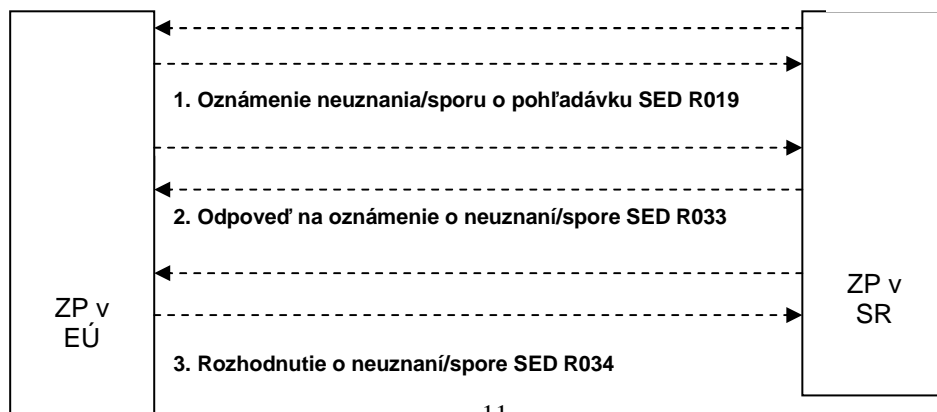 1. Oznámenie neuznania/sporu o pohľadávku SED R019
2. Odpoveď na oznámenie o neuznaní/spore SED R033
ZP v
EÚ
ZP v
SR
3. Rozhodnutie o neuznaní/spore SED R034
11